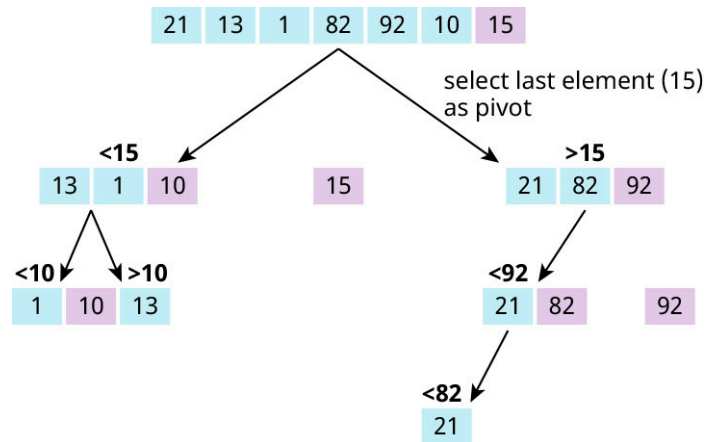 21 13 1 82 92 10 15
select last element (15)
as pivot
<15 >15
13 1 10 15 21 82 92
<10 >10 <92
1 10 13 21 82 92
<82
21